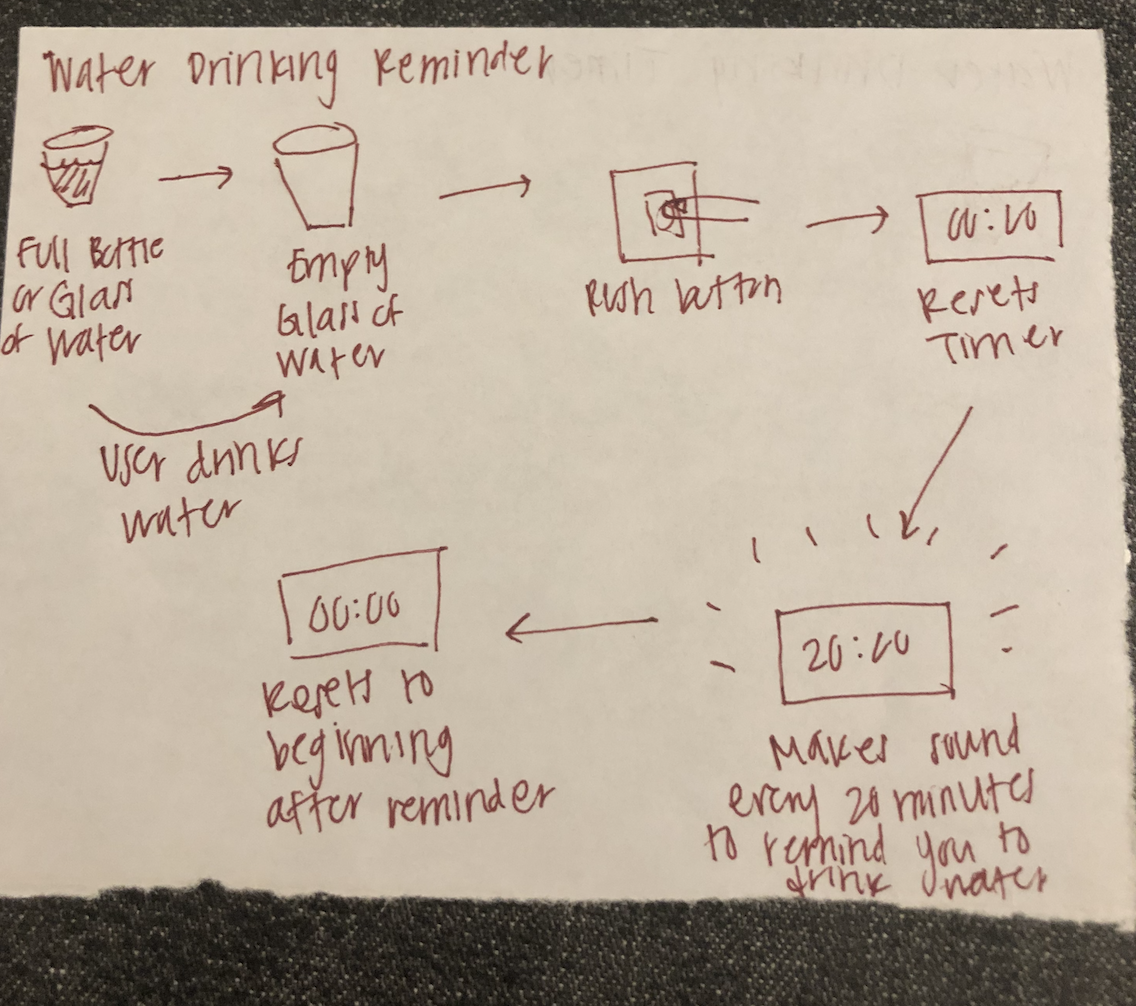 Water Drinking Reminder
Full Bottle
or Glass
of Water
User drinks
water
Empty
Glass of
Water
Push button
00:00
Resets
Timer
20:00
Makes sound
every 20 minutes
to remind you to
drink water
00:00
Resets to
beginning
after reminder